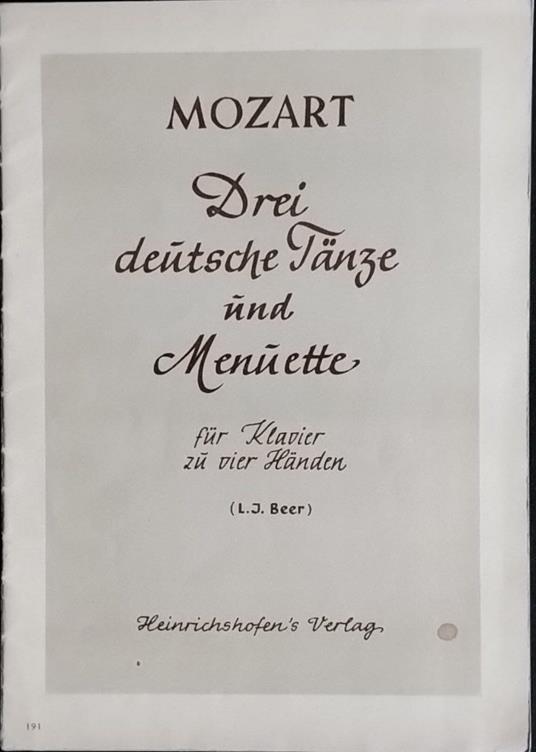 MOZART
Drei
deutsche Tänze
und
Menuette
für Klavier
zu vier Händen
(L.J. Beer)
Heinrichshofen's Verlag
191